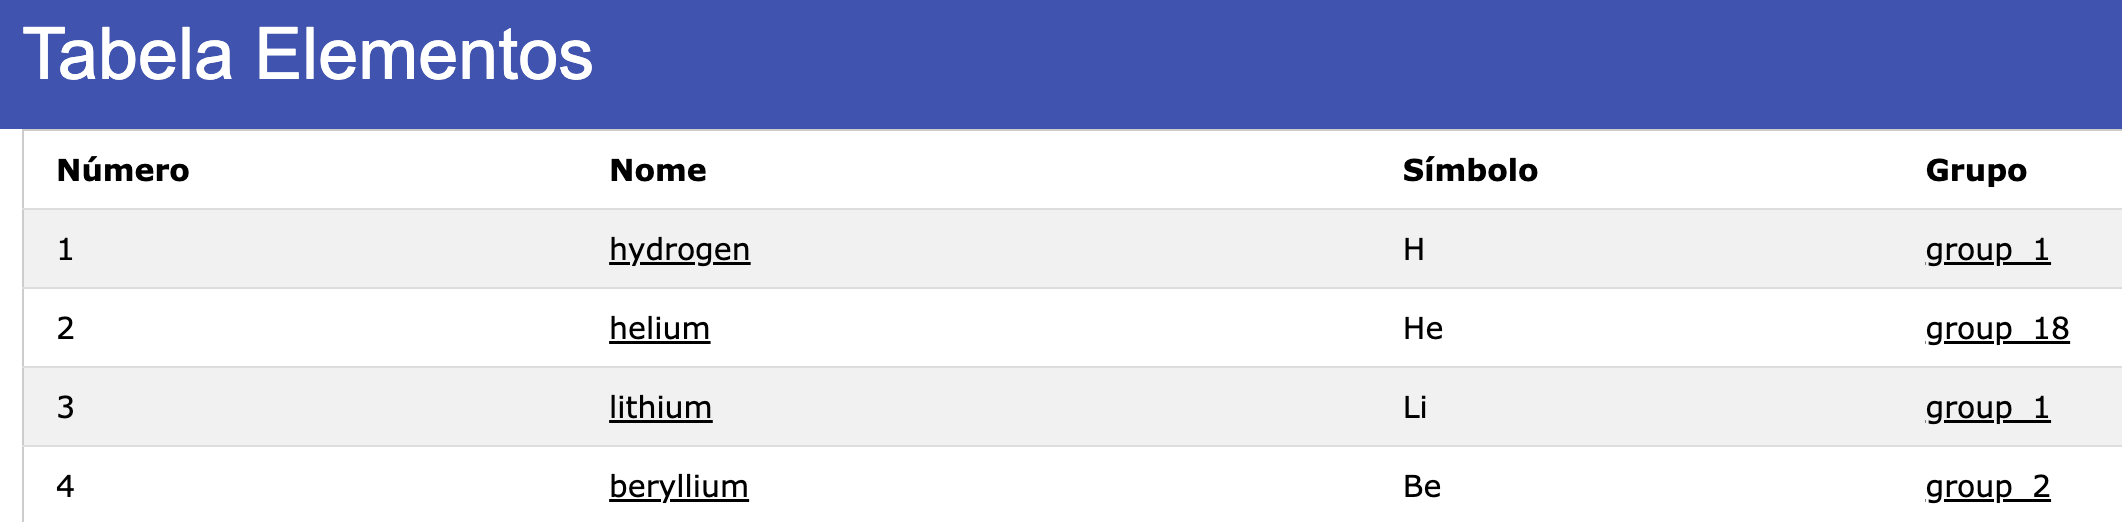 Tabela Elementos
Número Nome Símbolo Grupo
1 hydrogen H group_1
2 helium He group_18
3 lithium Li group_1
4 beryllium Be group_2